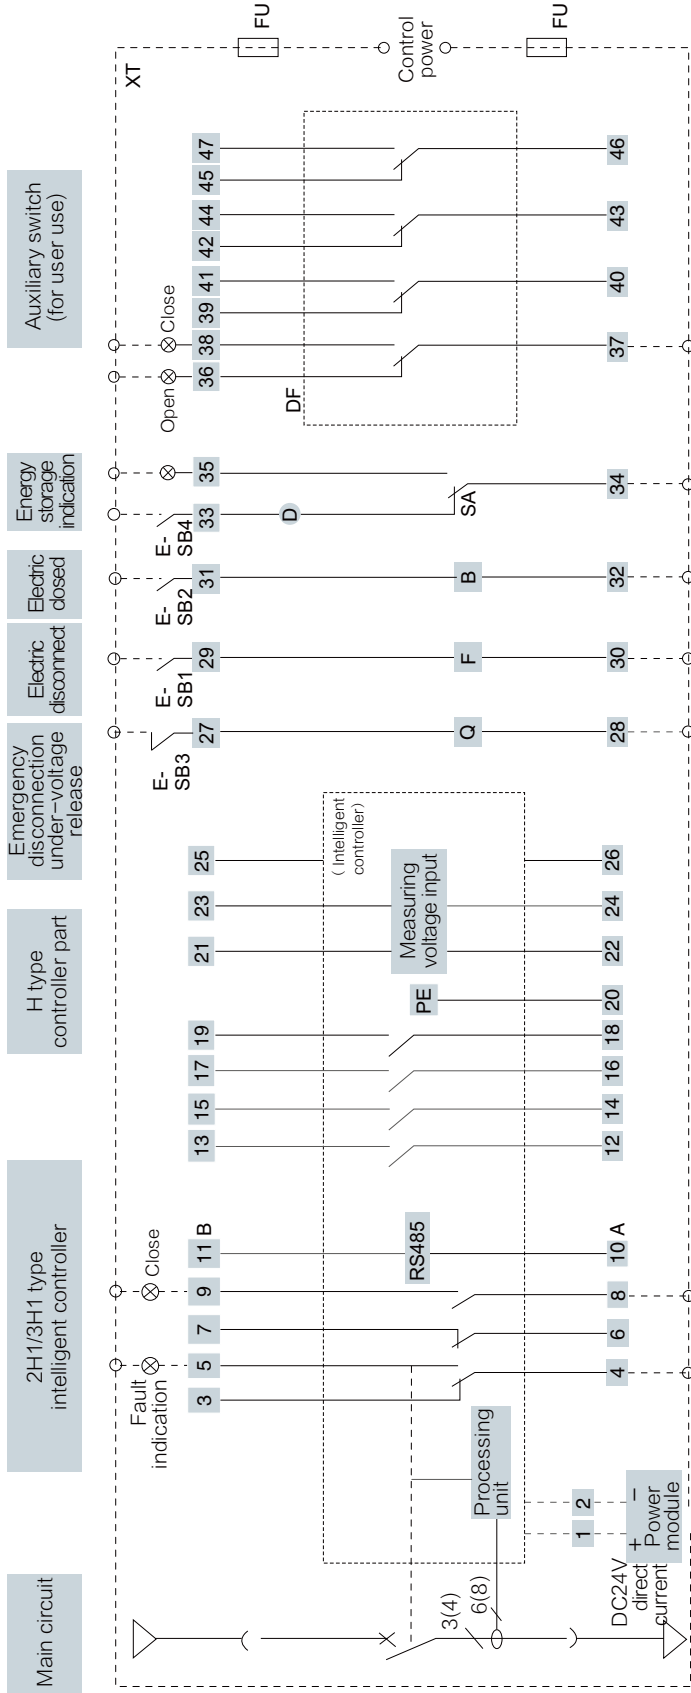 Main circuit
2H1/3H1 type
intelligent controller
H type
controller part
Emergency
disconnection
under-voltage
release
Electric
disconnect
Electric
dosed
Energy
storage
indication
Auxiliary switch
(for user use)
XT
Fault
indication
Close
E-
SB3
E-
SB1
E-
SB2
E-
SB4
Open
Close
FU
3
5
7
9
11 B
13
15
17
19
21
23
25
27
29
31
33
35
36
38
39
41
42
44
45
47
D
DF
( Intelligent
controller)
RS485
PE
Measuring
voltage input
Q
F
B
SA
Control
power
3(4)
6(8)
Processing
unit
1
2
4
6
8
10 A
12
14
16
18
20
22
24
26
28
30
32
34
37
40
43
46
FU
DC24V
direct
current
+
−
Power
module